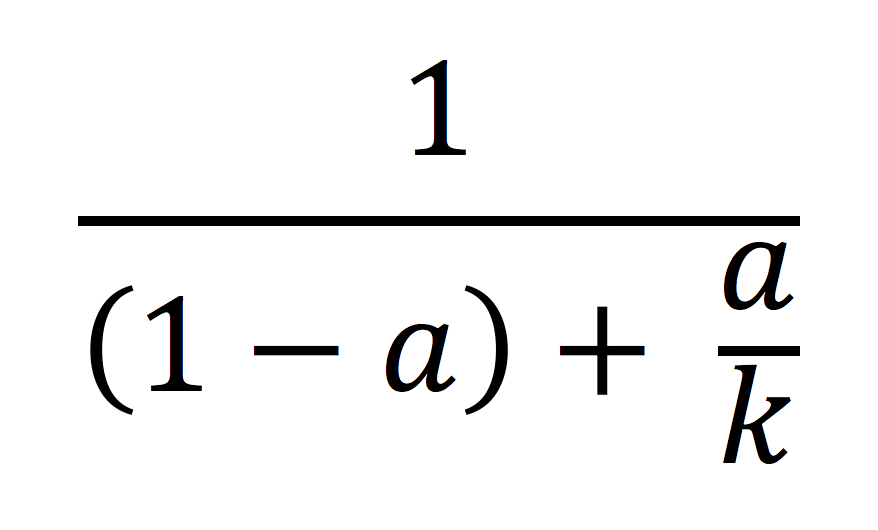 1
(1 − a) + a
k